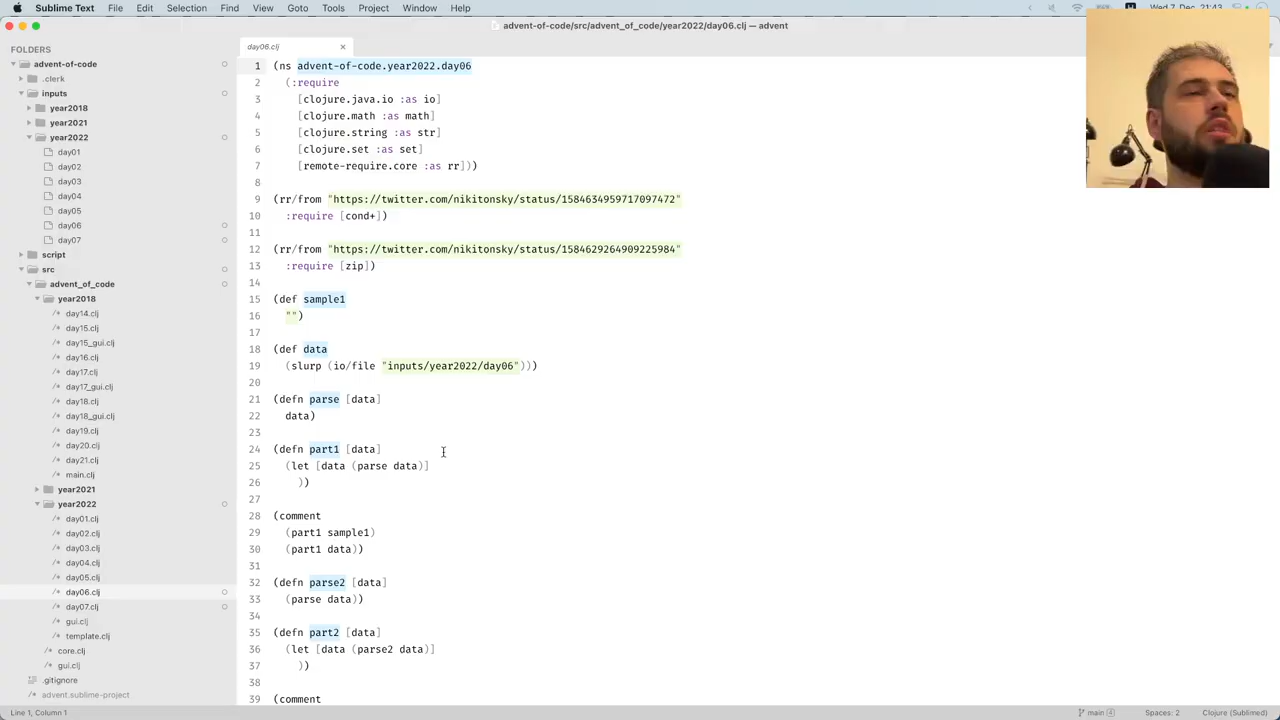 Sublime Text File Edit Selection Find View Goto Tools Project Window Help
Wed 7. Dec. 21:43
advent-of-code/src/advent_of_code/year2022/day06.clj — advent
FOLDERS
advent-of-code
.clerk
inputs
year2018
year2021
year2022
day01
day02
day03
day04
day05
day06
day07
script
src
advent_of_code
year2018
day14.clj
day15.clj
day15_gui.clj
day16.clj
day17.clj
day17_gui.clj
day18.clj
day18_gui.clj
day19.clj
day20.clj
day21.clj
main.clj
year2021
year2022
day01.clj
day02.clj
day03.clj
day04.clj
day05.clj
day06.clj
day07.clj
gui.clj
template.clj
core.clj
gui.clj
.gitignore
advent.sublime-project
day06.clj ×
1 (ns advent-of-code.year2022.day06
2 (:require
3 [clojure.java.io :as io]
4 [clojure.math :as math]
5 [clojure.string :as str]
6 [clojure.set :as set]
7 [remote-require.core :as rr]))
8
9 (rr/from "https://twitter.com/nikitonsky/status/1584634959717097472"
10 :require [cond+])
11
12 (rr/from "https://twitter.com/nikitonsky/status/1584629264909225984"
13 :require [zip])
14
15 (def sample1
16 "")
17
18 (def data
19 (slurp (io/file "inputs/year2022/day06")))
20
21 (defn parse [data]
22 data)
23
24 (defn part1 [data]
25 (let [data (parse data)]
26 ))
27
28 (comment
29 (part1 sample1)
30 (part1 data))
31
32 (defn parse2 [data]
33 (parse data))
34
35 (defn part2 [data]
36 (let [data (parse2 data)]
37 ))
38
39 (comment
Line 1, Column 1
main 4 Spaces: 2 Clojure (Sublimed)